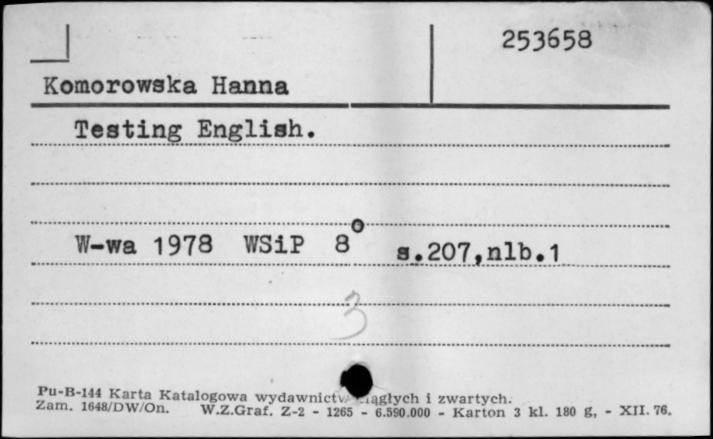 253658
Komorowska Hanna
Testing English.
W-wa 1978 WSiP 8° s.207,nlb.1
3
Pu-B-144 Karta Katalogowa wydawnictw ciągłych i zwartych.
Zam. 1648/DW/On. W.Z.Graf. Z-2 - 1265 - 6.590.000 - Karton 3 kl. 180 g, - XII. 76.